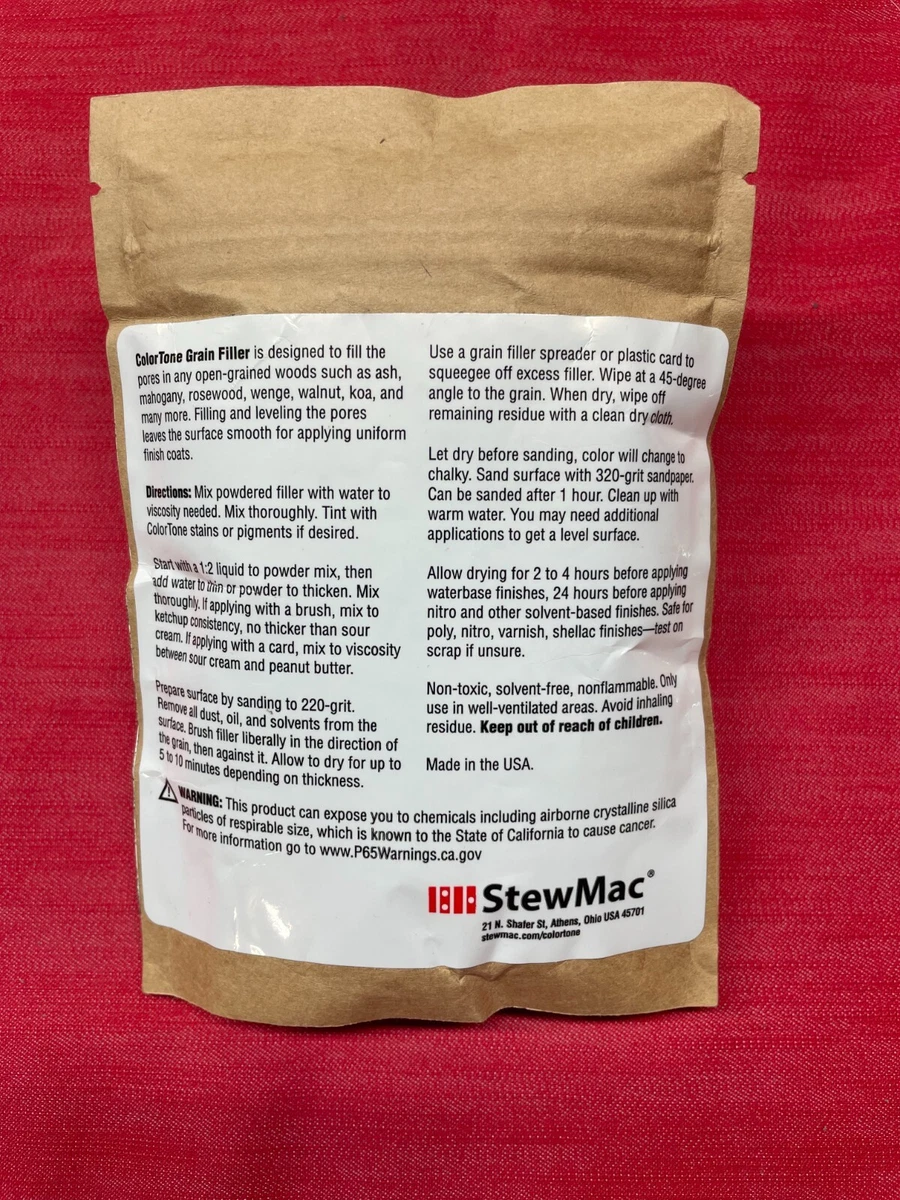 ColorTone Grain Filler is designed to fill the
pores in any open-grained woods such as ash,
mahogany, rosewood, wenge, walnut, koa, and
many more. Filling and leveling the pores
leaves the surface smooth for applying uniform
finish coats.
Directions: Mix powdered filler with water to
viscosity needed. Mix thoroughly. Tint with
ColorTone stains or pigments if desired.
Start with a 1:2 liquid to powder mix, then
add water to thin or powder to thicken. Mix
thoroughly. If applying with a brush, mix to
ketchup consistency, no thicker than sour
cream. If applying with a card, mix to viscosity
between sour cream and peanut butter.
Prepare surface by sanding to 220-grit.
Remove all dust, oil, and solvents from the
surface. Brush filler liberally in the direction of
the grain, then against it. Allow to dry for up to
5 to 10 minutes depending on thickness.
Use a grain filler spreader or plastic card to
squeegee off excess filler. Wipe at a 45-degree
angle to the grain. When dry, wipe off
remaining residue with a clean dry cloth.
Let dry before sanding, color will change to
chalky. Sand surface with 320-grit sandpaper.
Can be sanded after 1 hour. Clean up with
warm water. You may need additional
applications to get a level surface.
Allow drying for 2 to 4 hours before applying
waterbase finishes, 24 hours before applying
nitro and other solvent-based finishes. Safe for
poly, nitro, varnish, shellac finishes—test on
scrap if unsure.
Non-toxic, solvent-free, nonflammable. Only
use in well-ventilated areas. Avoid inhaling
residue. Keep out of reach of children.
Made in the USA.
WARNING: This product can expose you to chemicals including airborne crystalline silica
particles of respirable size, which is known to the State of California to cause cancer.
For more information go to www.P65Warnings.ca.gov
StewMac®
21 N. Shafer St, Athens, Ohio USA 45701
stewmac.com/colortone